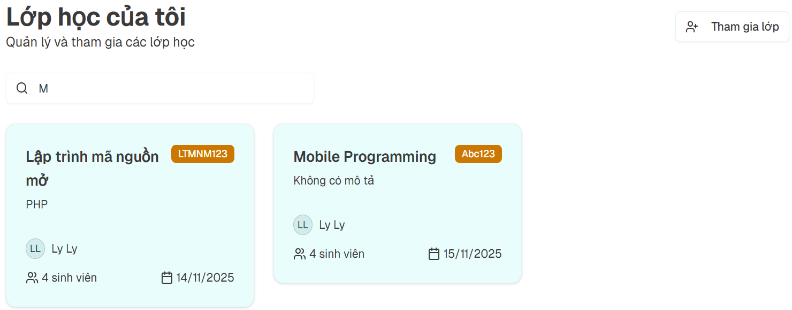 Lớp học của tôi
Quản lý và tham gia các lớp học
Tham gia lớp
M
Lập trình mã nguồn
mở
LTMNM123
PHP
LL Ly Ly
4 sinh viên 14/11/2025
Mobile Programming Abc123
Không có mô tả
LL Ly Ly
4 sinh viên 15/11/2025